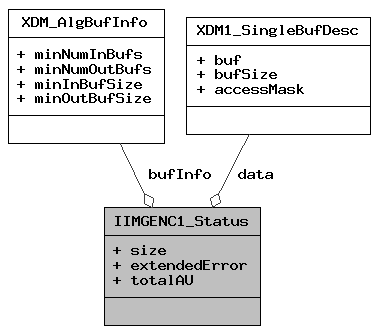 XDM_AlgBufInfo
+ minNumInBufs
+ minNumOutBufs
+ minInBufSize
+ minOutBufSize
XDM1_SingleBufDesc
+ buf
+ bufSize
+ accessMask
bufInfo
data
IIMGENC1_Status
+ size
+ extendedError
+ totalAU